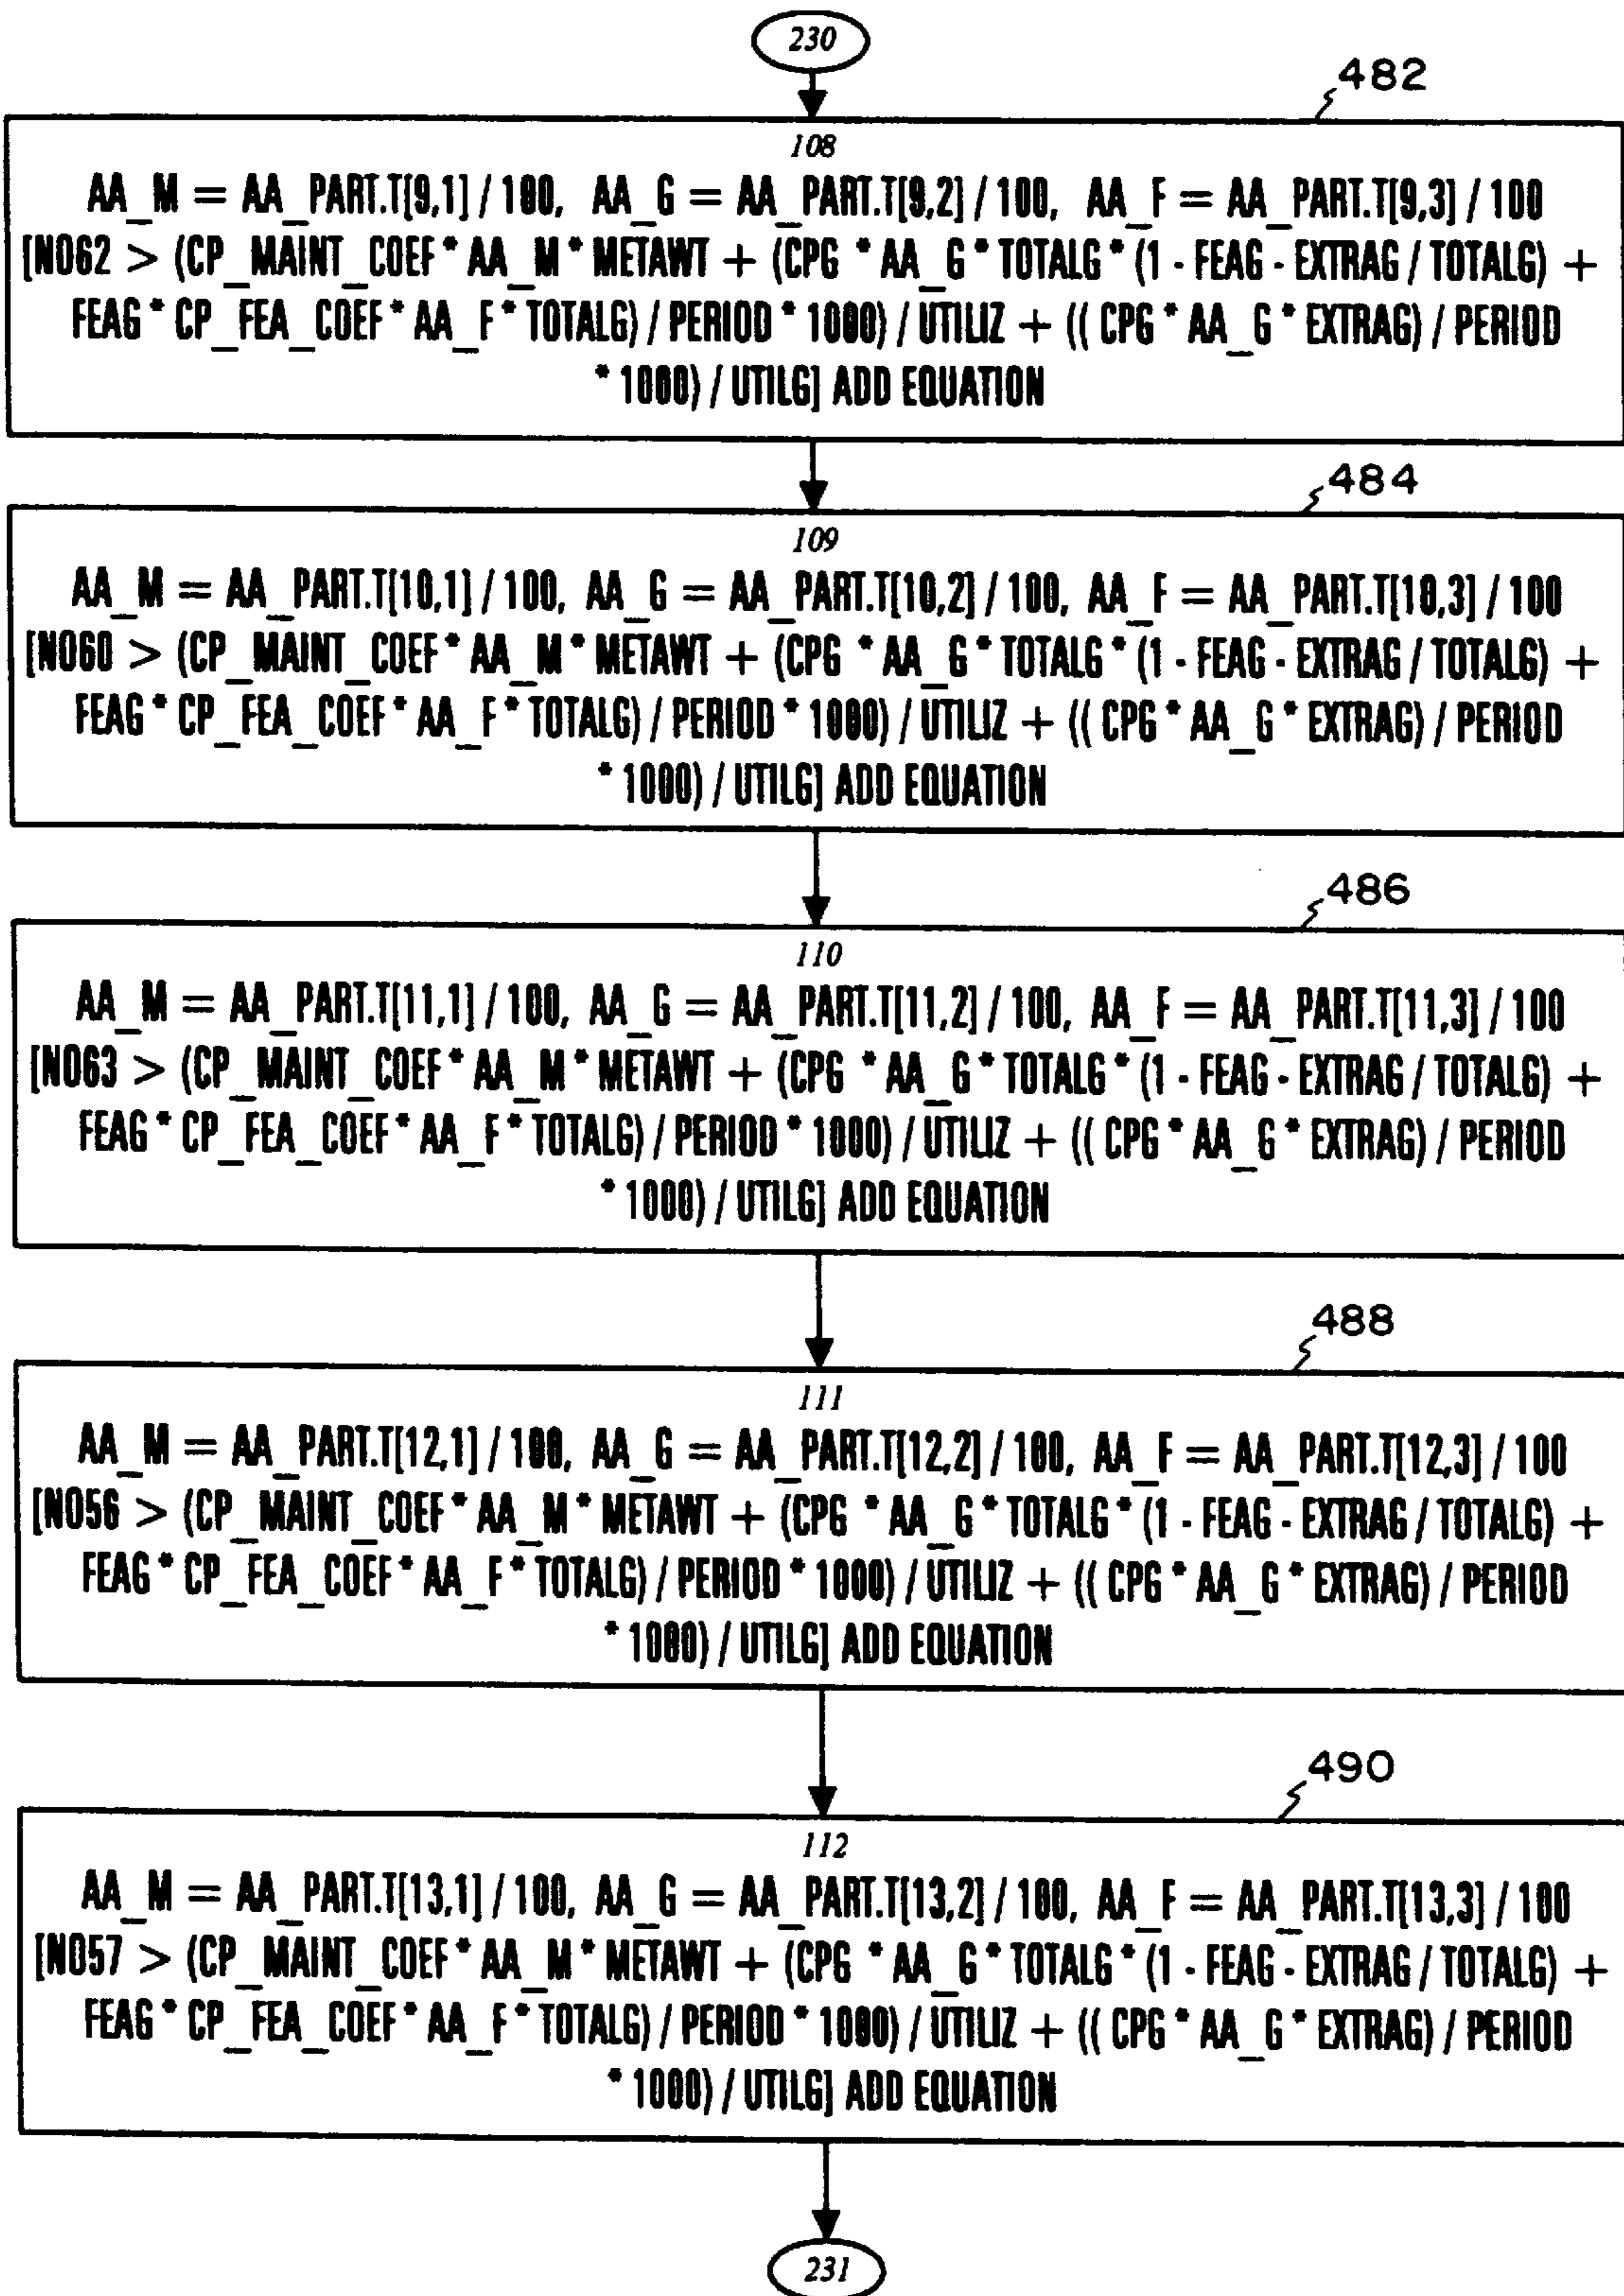 230
482
108
AA_M = AA_PART.T[9,1] / 100, AA_G = AA_PART.T[9,2] / 100, AA_F = AA_PART.T[9,3] / 100
[NO62 > (CP_MAINT_COEF * AA_M * METAWT + (CPG * AA_G * TOTALG * (1 - FEAG - EXTRAG / TOTALG) +
FEAG * CP_FEA_COEF * AA_F * TOTALG) / PERIOD * 1000) / UTILIZ + (( CPG * AA_G * EXTRAG) / PERIOD
* 1000) / UTILG] ADD EQUATION
484
109
AA_M = AA_PART.T[10,1] / 100, AA_G = AA_PART.T[10,2] / 100, AA_F = AA_PART.T[10,3] / 100
[NO60 > (CP_MAINT_COEF * AA_M * METAWT + (CPG * AA_G * TOTALG * (1 - FEAG - EXTRAG / TOTALG) +
FEAG * CP_FEA_COEF * AA_F * TOTALG) / PERIOD * 1000) / UTILIZ + (( CPG * AA_G * EXTRAG) / PERIOD
* 1000) / UTILG] ADD EQUATION
486
110
AA_M = AA_PART.T[11,1] / 100, AA_G = AA_PART.T[11,2] / 100, AA_F = AA_PART.T[11,3] / 100
[NO63 > (CP_MAINT_COEF * AA_M * METAWT + (CPG * AA_G * TOTALG * (1 - FEAG - EXTRAG / TOTALG) +
FEAG * CP_FEA_COEF * AA_F * TOTALG) / PERIOD * 1000) / UTILIZ + (( CPG * AA_G * EXTRAG) / PERIOD
* 1000) / UTILG] ADD EQUATION
488
111
AA_M = AA_PART.T[12,1] / 100, AA_G = AA_PART.T[12,2] / 100, AA_F = AA_PART.T[12,3] / 100
[NO56 > (CP_MAINT_COEF * AA_M * METAWT + (CPG * AA_G * TOTALG * (1 - FEAG - EXTRAG / TOTALG) +
FEAG * CP_FEA_COEF * AA_F * TOTALG) / PERIOD * 1000) / UTILIZ + (( CPG * AA_G * EXTRAG) / PERIOD
* 1000) / UTILG] ADD EQUATION
490
112
AA_M = AA_PART.T[13,1] / 100, AA_G = AA_PART.T[13,2] / 100, AA_F = AA_PART.T[13,3] / 100
[NO57 > (CP_MAINT_COEF * AA_M * METAWT + (CPG * AA_G * TOTALG * (1 - FEAG - EXTRAG / TOTALG) +
FEAG * CP_FEA_COEF * AA_F * TOTALG) / PERIOD * 1000) / UTILIZ + (( CPG * AA_G * EXTRAG) / PERIOD
* 1000) / UTILG] ADD EQUATION
231